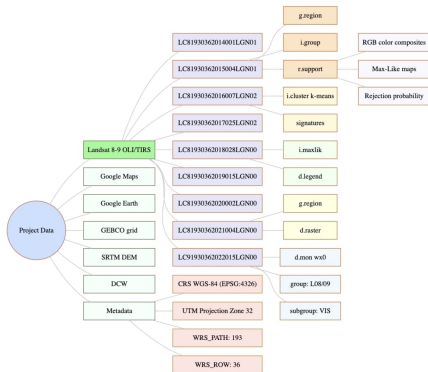 Project Data
Landsat 8-9 OLI/TIRS
Google Maps
Google Earth
GEBCO grid
SRTM DEM
DCW
Metadata
LC81930362014001LGN01
LC81930362015004LGN01
LC81930362016007LGN02
LC81930362017025LGN02
LC81930362018028LGN00
LC81930362019015LGN00
LC81930362020002LGN00
LC81930362021004LGN00
LC81930362022015LGN00
CRS WGS-84 (EPSG:4326)
UTM Projection Zone 32
WRS_PATH: 193
WRS_ROW: 36
g.region
i.group
r.support
i.cluster k-means
signatures
i.maxlik
d.legend
g.region
d.raster
d.mon wx0
group: L08/09
subgroup: VIS
RGB color composites
Max-Like maps
Rejection probability